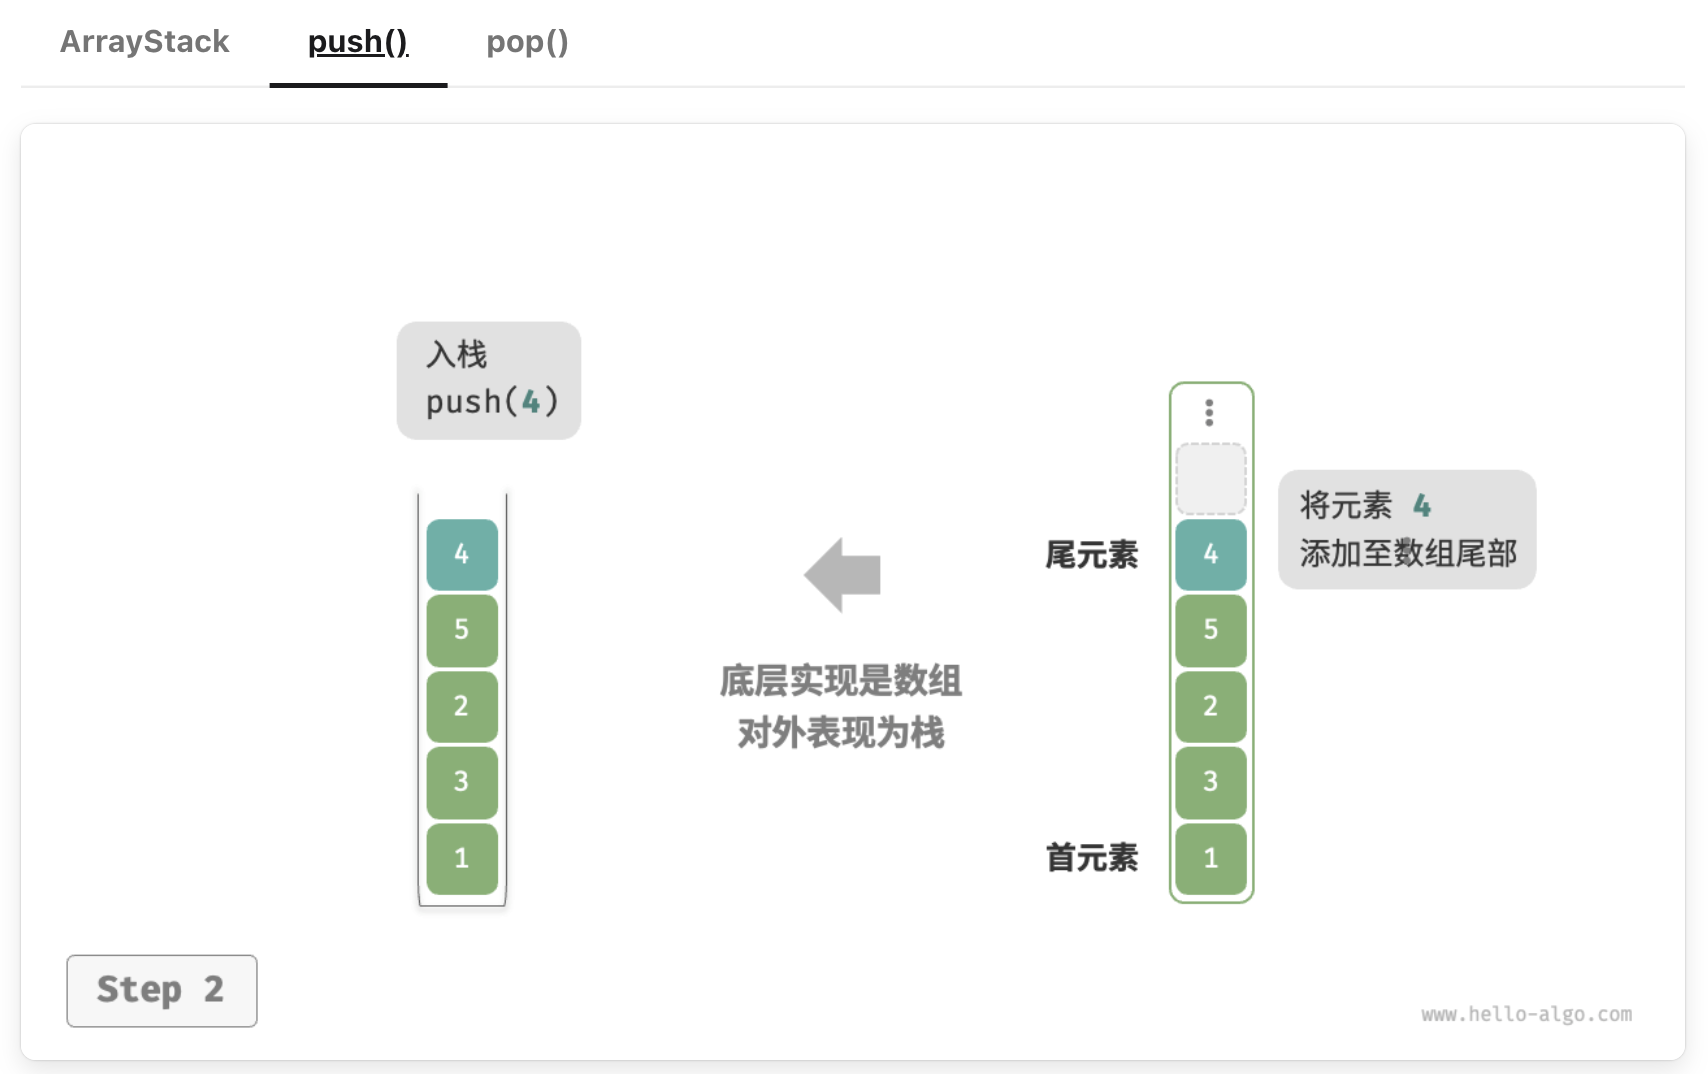 ArrayStack push() pop()
入栈
push(4)
4
5
2
3
1
底层实现是数组
对外表现为栈
尾元素
首元素
4
5
2
3
1
将元素 4
添加至数组尾部
Step 2
www.hello-algo.com